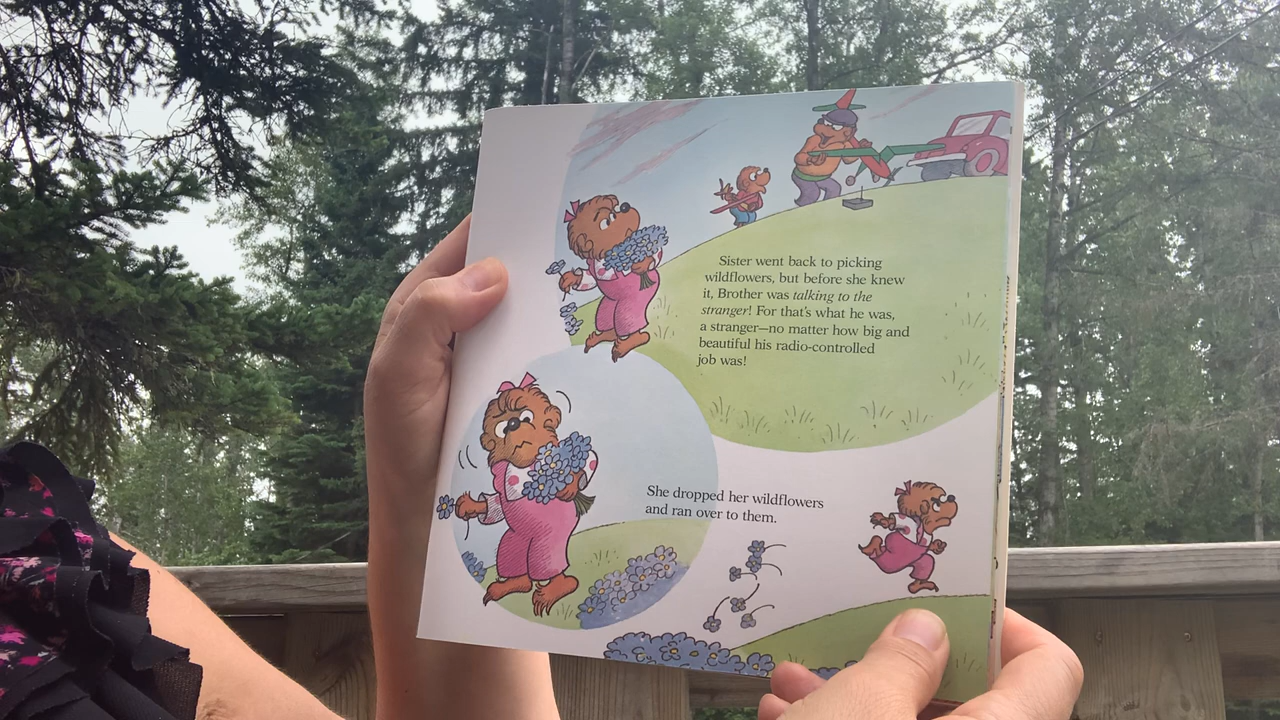 Sister went back to picking
wildflowers, but before she knew
it, Brother was talking to the
stranger! For that's what he was,
a stranger—no matter how big and
beautiful his radio-controlled
job was!
She dropped her wildflowers
and ran over to them.